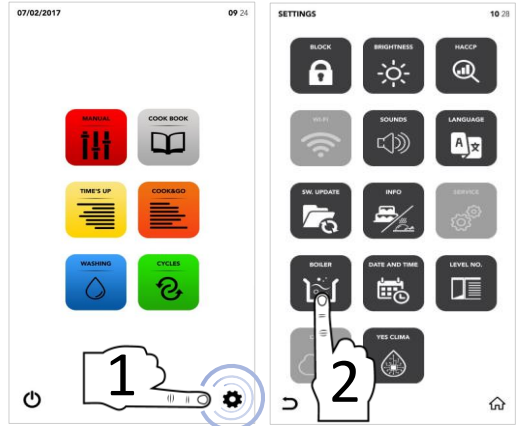 07/02/2017 09 24
MANUAL COOK BOOK
TIME'S UP COOK&GO
WASHING CYCLES
1
SETTINGS 10 28
BLOCK BRIGHTNESS HACCP
WI-FI SOUNDS LANGUAGE
A
SW. UPDATE INFO SERVICE
BOILER DATE AND TIME LEVEL NO.
YES CLIMA
2